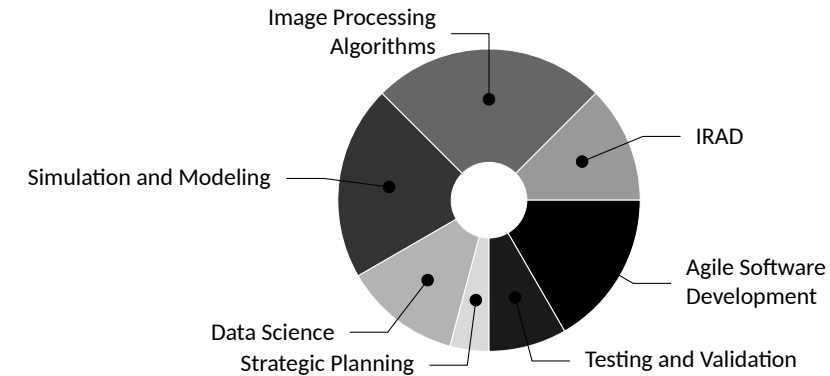 Image Processing
Algorithms
IRAD
Simulation and Modeling
Agile Software
Development
Data Science
Strategic Planning
Testing and Validation